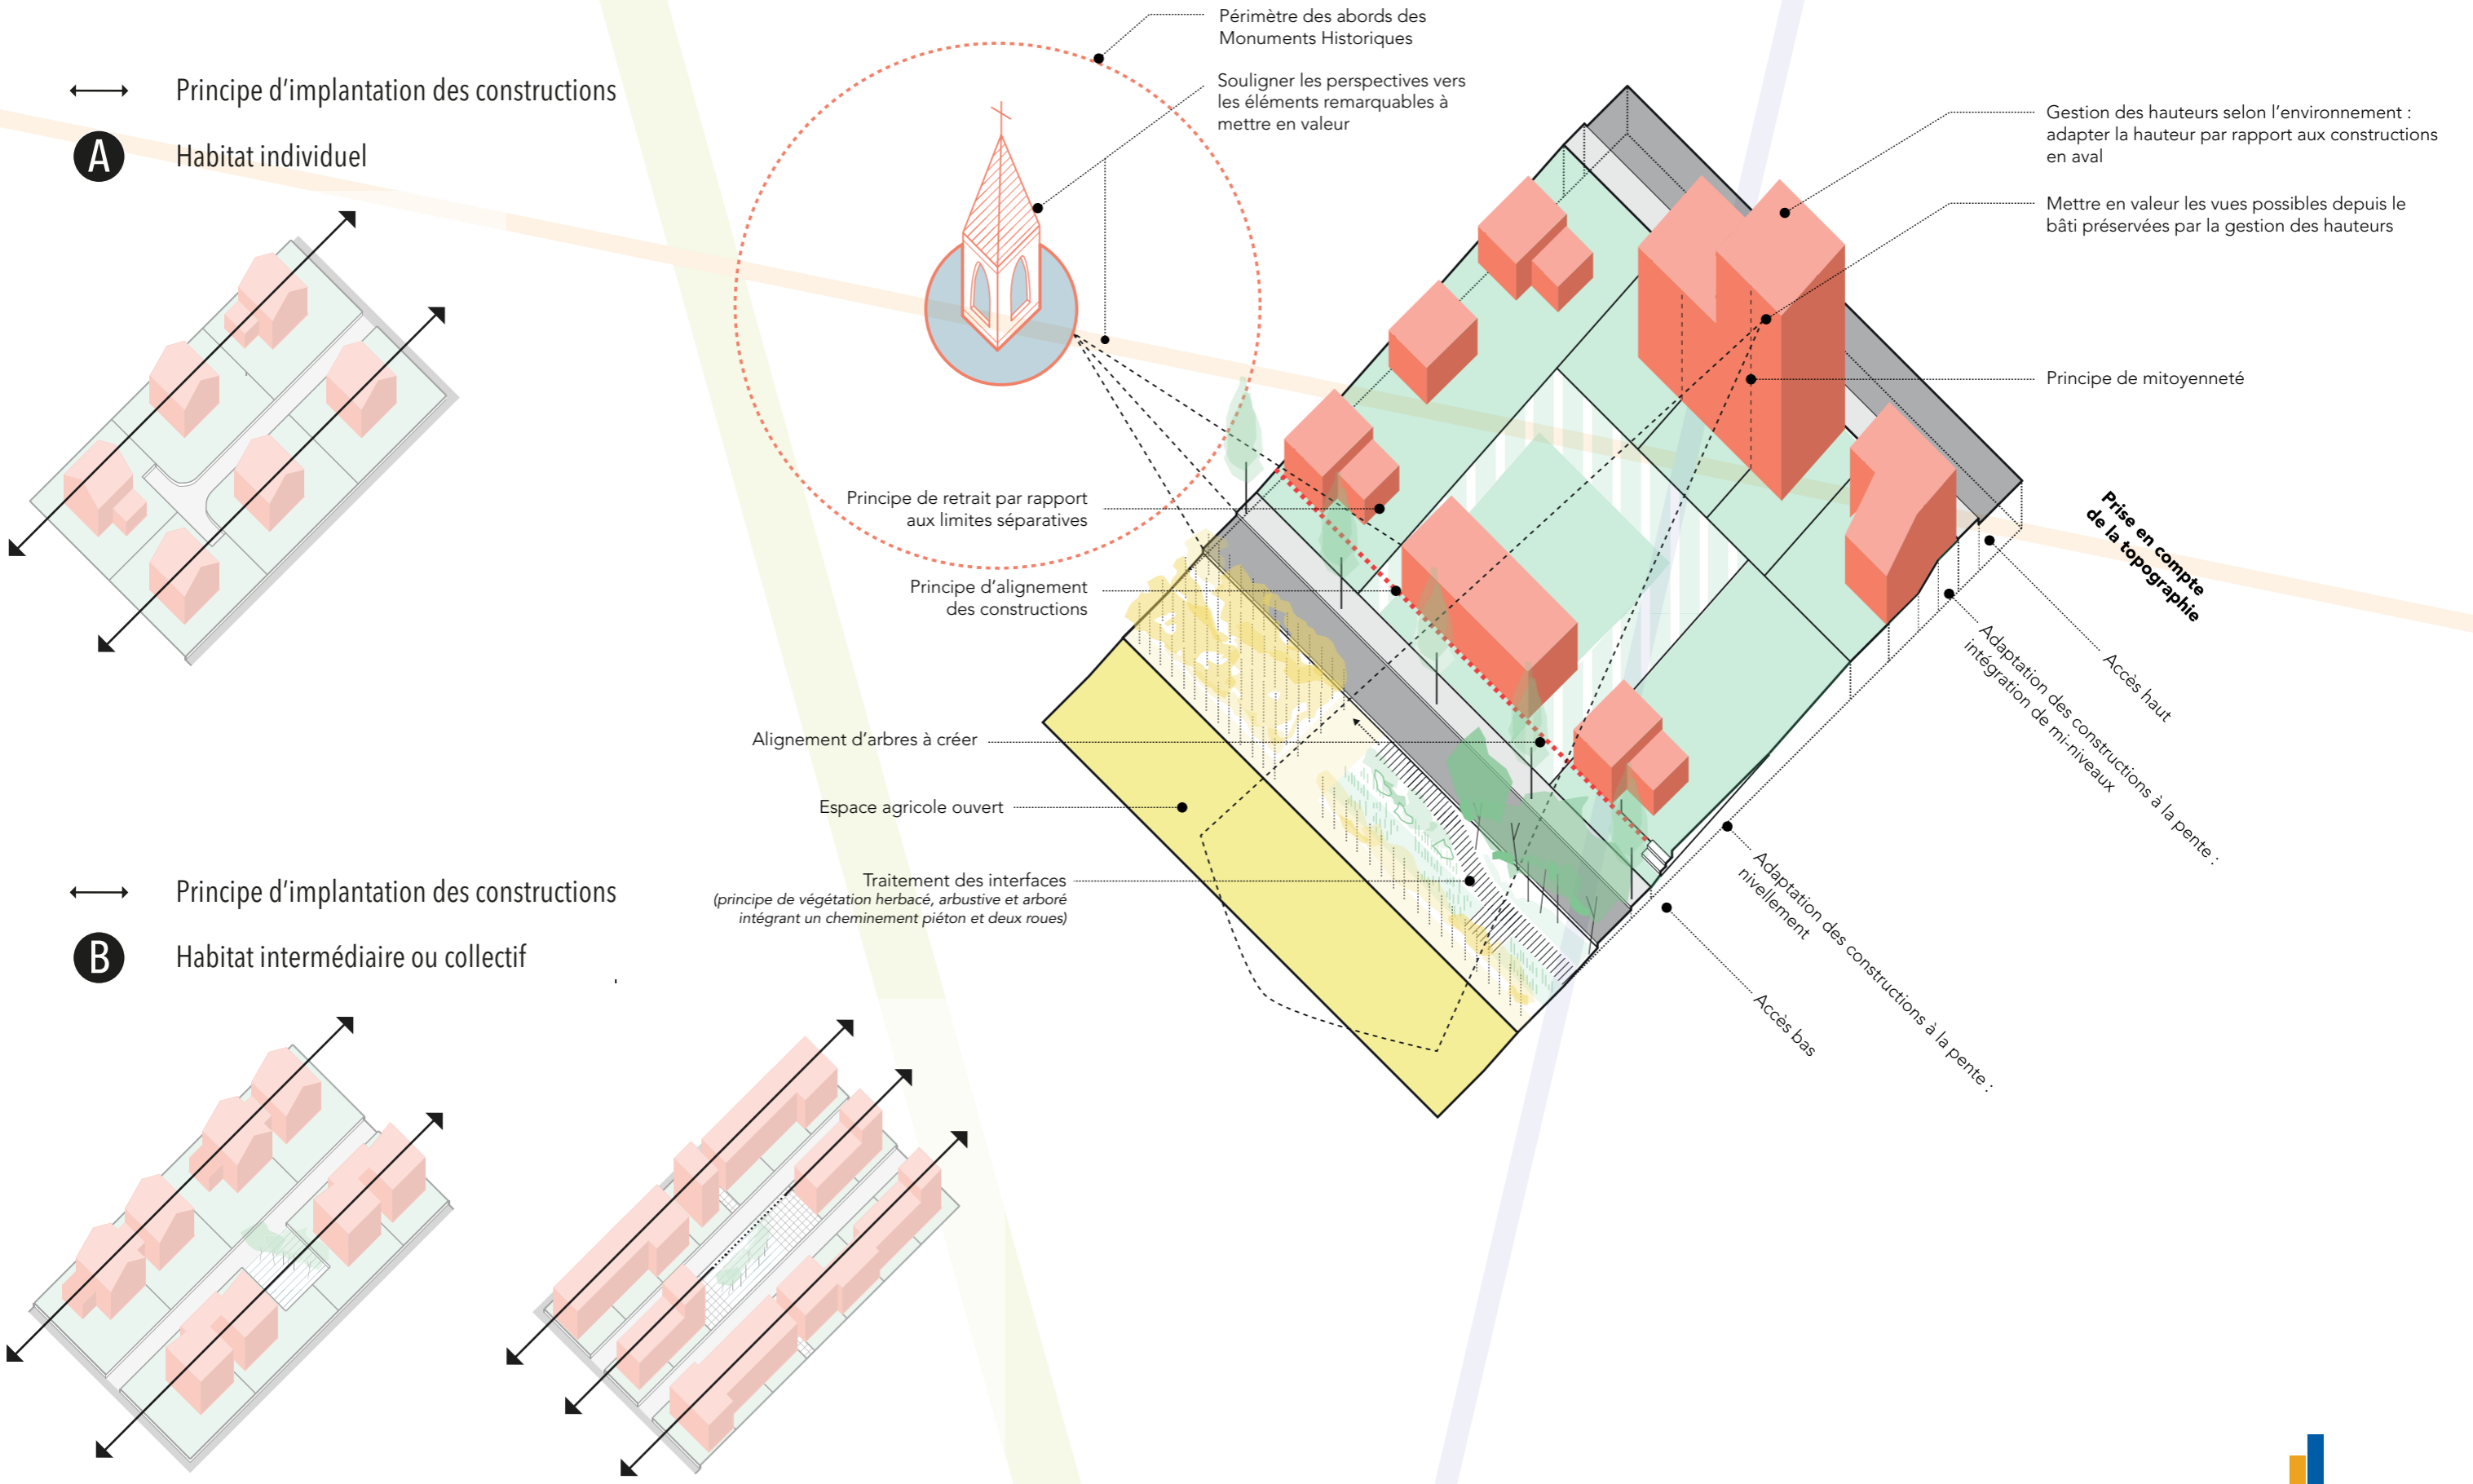 Principe d'implantation des constructions
A
Habitat individuel
Principe d'implantation des constructions
B
Habitat intermédiaire ou collectif
Périmètre des abords des
Monuments Historiques
Souligner les perspectives vers
les éléments remarquables à
mettre en valeur
Gestion des hauteurs selon l'environnement :
adapter la hauteur par rapport aux constructions
en aval
Mettre en valeur les vues possibles depuis le
bâti préservées par la gestion des hauteurs
Principe de mitoyenneté
Principe de retrait par rapport
aux limites séparatives
Principe d'alignement
des constructions
Alignement d'arbres à créer
Espace agricole ouvert
Traitement des interfaces
(principe de végétation herbacé, arbustive et arboré
intégrant un cheminement piéton et deux roues)
Prise en compte
de la topographie
Accès haut
Adaptation des constructions à la pente :
intégration de mi-niveaux
Adaptation des constructions à la pente :
nivellement
Accès bas